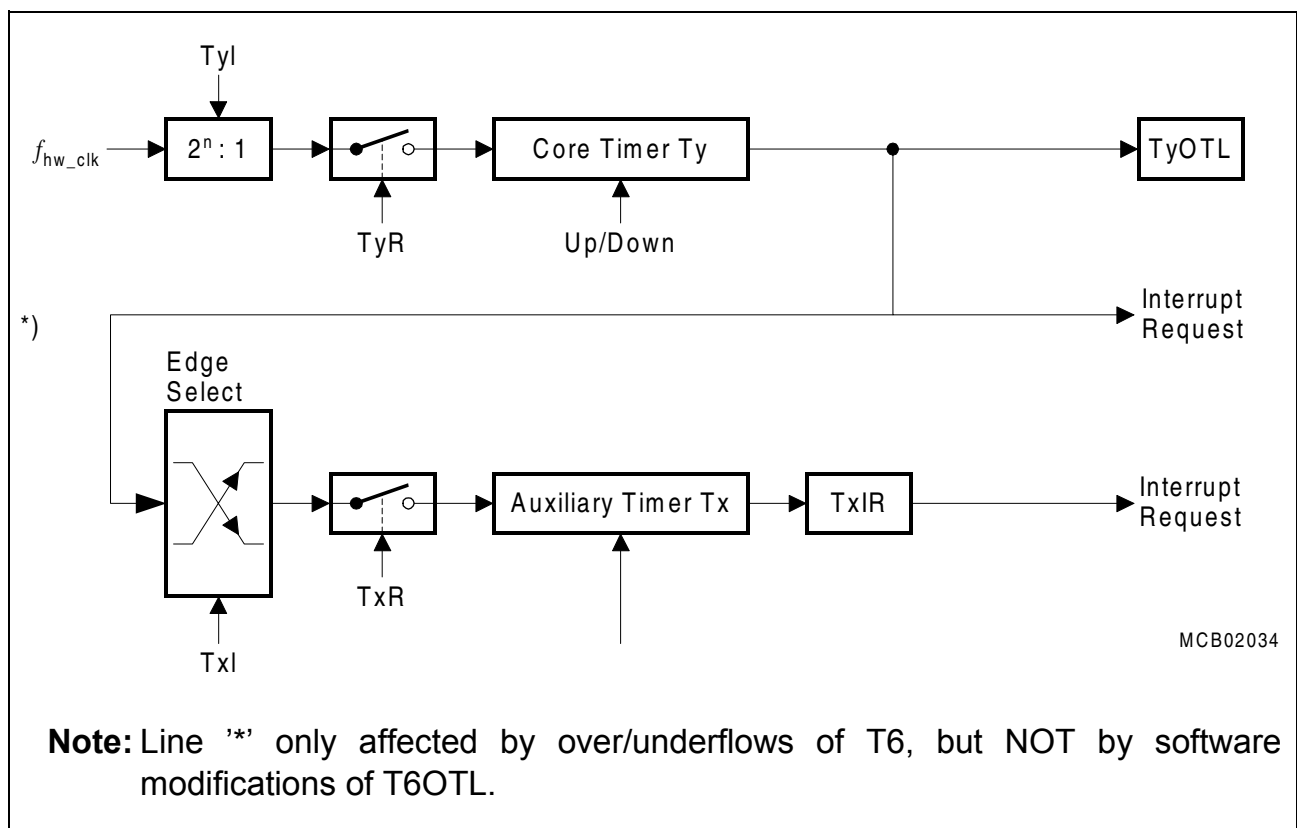 TyI
f hw_clk
2ⁿ : 1
Core Timer Ty
TyOTL
TyR
Up/Down
*)
Interrupt
Request
Edge
Select
Auxiliary Timer Tx
TxIR
Interrupt
Request
TxR
TxI
MCB02034
Note: Line ’*’ only affected by over/underflows of T6, but NOT by software
modifications of T6OTL.